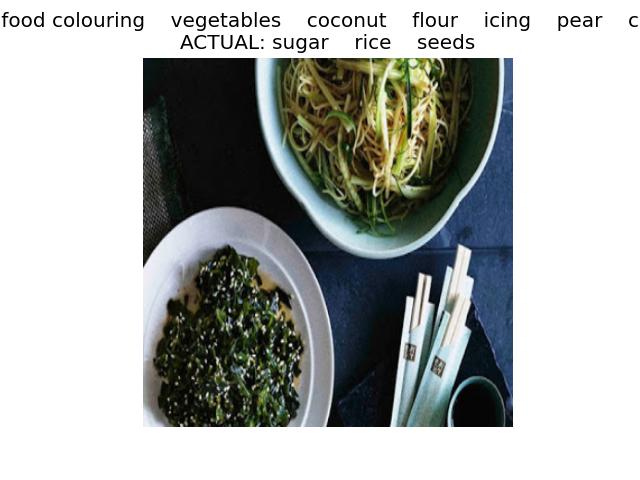 food colouring vegetables coconut flour icing pear c
ACTUAL: sugar rice seeds